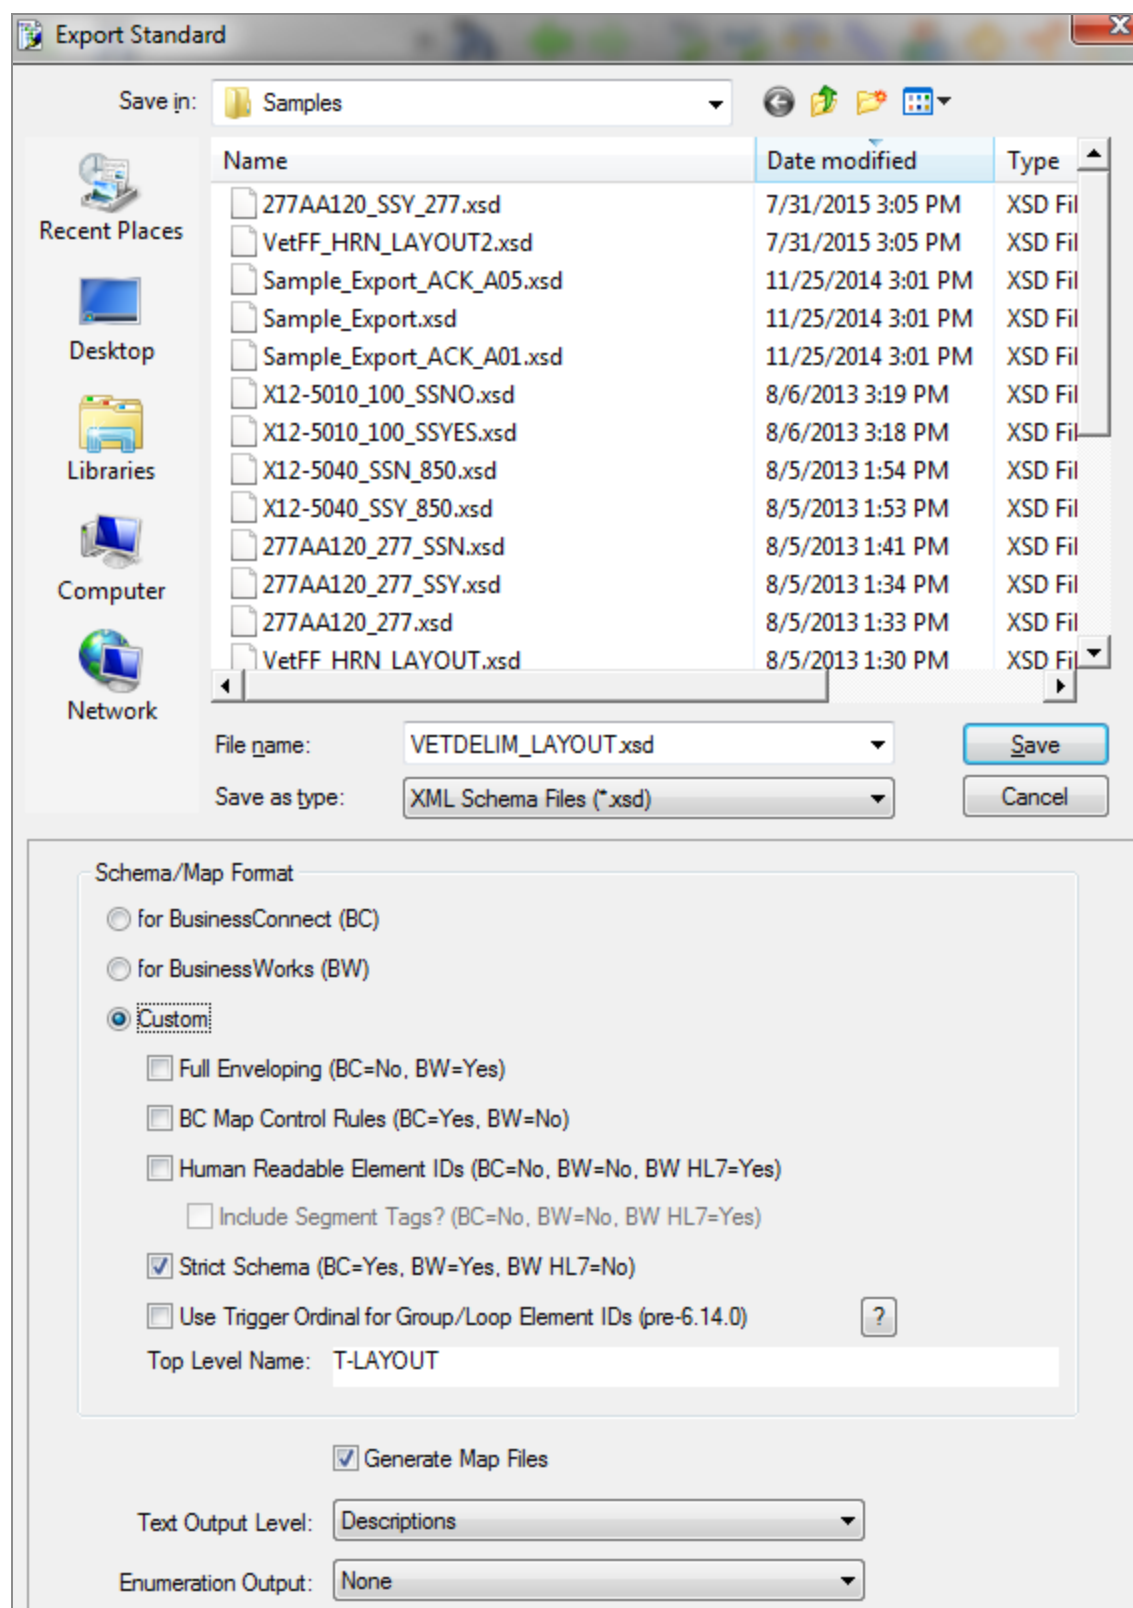 Export Standard
X
Save in: Samples
Name Date modified Type
277AA120_SSY_277.xsd 7/31/2015 3:05 PM XSD Fil
VetFF_HRN_LAYOUT2.xsd 7/31/2015 3:05 PM XSD Fil
Sample_Export_ACK_A05.xsd 11/25/2014 3:01 PM XSD Fil
Sample_Export.xsd 11/25/2014 3:01 PM XSD Fil
Sample_Export_ACK_A01.xsd 11/25/2014 3:01 PM XSD Fil
X12-5010_100_SSNO.xsd 8/6/2013 3:19 PM XSD Fil
X12-5010_100_SSYES.xsd 8/6/2013 3:18 PM XSD Fil
X12-5040_SSN_850.xsd 8/5/2013 1:54 PM XSD Fil
X12-5040_SSY_850.xsd 8/5/2013 1:53 PM XSD Fil
277AA120_277_SSN.xsd 8/5/2013 1:41 PM XSD Fil
277AA120_277_SSY.xsd 8/5/2013 1:34 PM XSD Fil
277AA120_277.xsd 8/5/2013 1:33 PM XSD Fil
VetFF_HRN_LAYOUT.xsd 8/5/2013 1:30 PM XSD Fil
Recent Places
Desktop
Libraries
Computer
Network
File name: VETDELIM_LAYOUT.xsd Save
Save as type: XML Schema Files (*.xsd) Cancel
Schema/Map Format
for BusinessConnect (BC)
for BusinessWorks (BW)
Custom
Full Enveloping (BC=No, BW=Yes)
BC Map Control Rules (BC=Yes, BW=No)
Human Readable Element IDs (BC=No, BW=No, BW HL7=Yes)
Include Segment Tags? (BC=No, BW=No, BW HL7=Yes)
Strict Schema (BC=Yes, BW=Yes, BW HL7=No)
Use Trigger Ordinal for Group/Loop Element IDs (pre-6.14.0) ?
Top Level Name: T-LAYOUT
Generate Map Files
Text Output Level: Descriptions
Enumeration Output: None